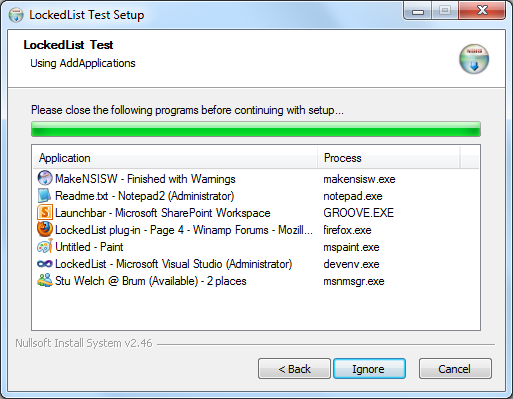 LockedList Test Setup
LockedList Test
Using AddApplications
Please close the following programs before continuing with setup...
Application Process
MakeNSISW - Finished with Warnings makensisw.exe
Readme.txt - Notepad2 (Administrator) notepad.exe
Launchbar - Microsoft SharePoint Workspace GROOVE.EXE
LockedList plug-in - Page 4 - Winamp Forums - Mozill... firefox.exe
Untitled - Paint mspaint.exe
LockedList - Microsoft Visual Studio (Administrator) devenv.exe
Stu Welch @ Brum (Available) - 2 places msnmsgr.exe
Nullsoft Install System v2.46
< Back Ignore Cancel